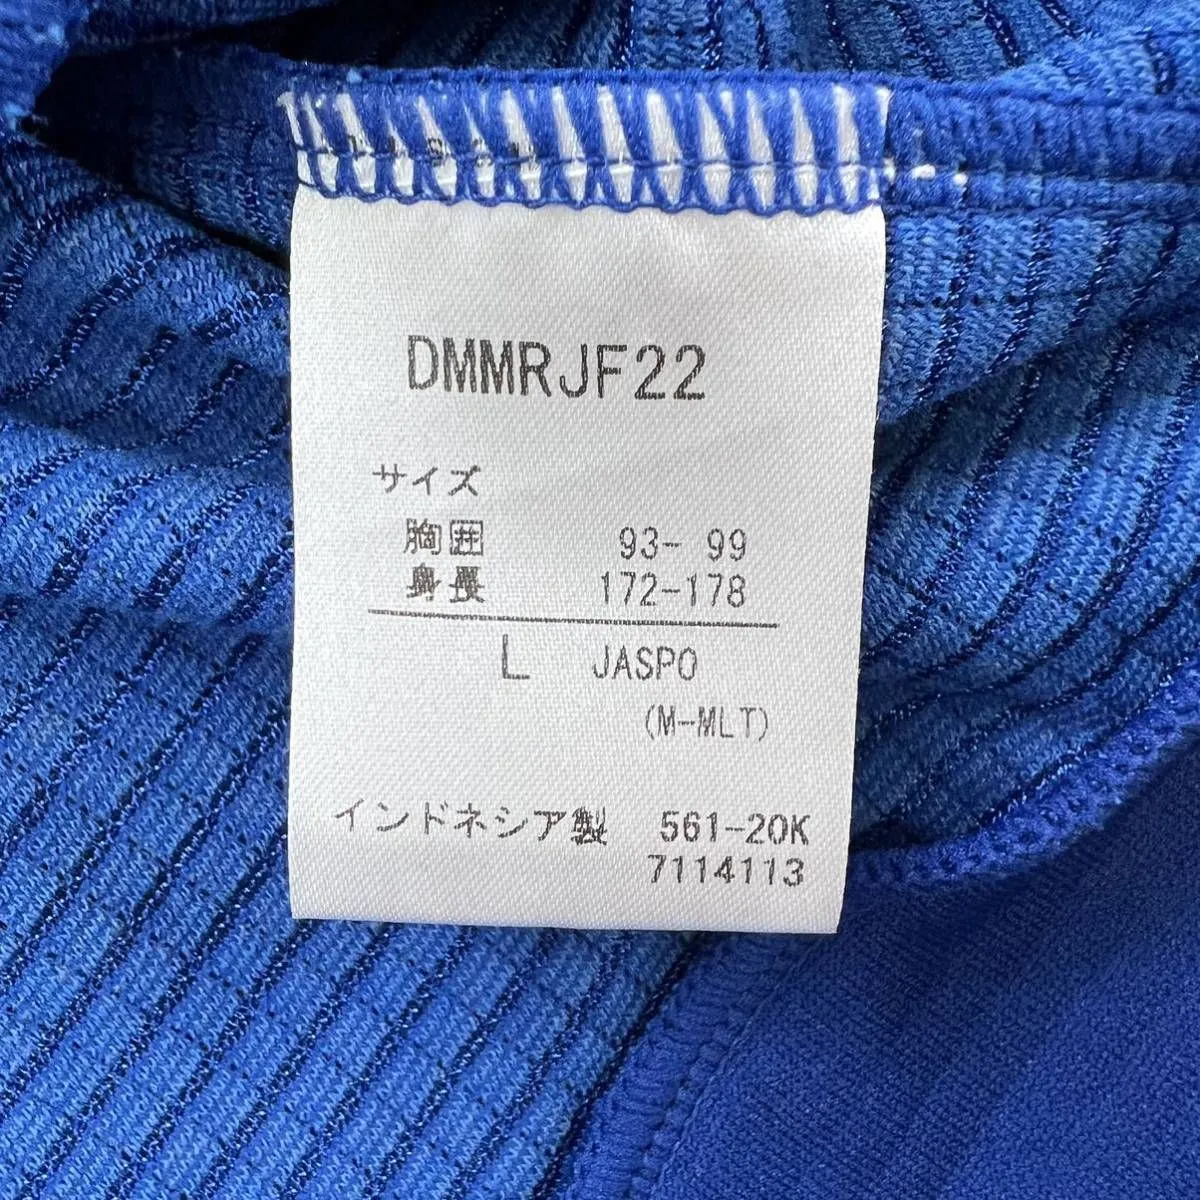 DMMRJF22
サイズ
胸囲 93- 99
身長 172-178
L JASPO
(M-MLT)
インドネシア製 561-20K
7114113